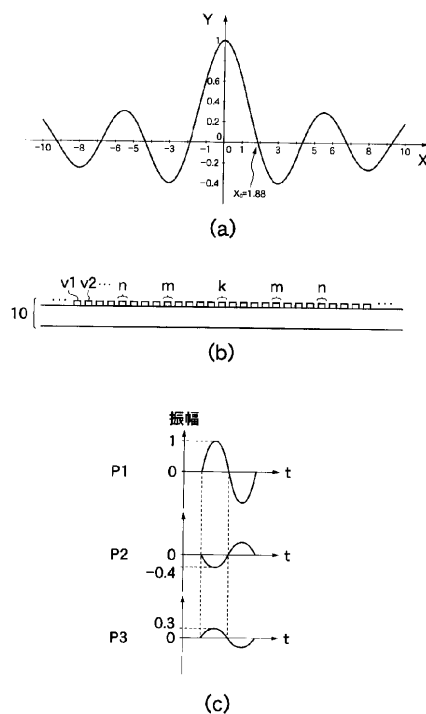 Y
1
0.6
0.4
0.2
0
-10 -8 -6 -5 -3 -1 0 1 3 5 6 8 10
X
-0.2
-0.4
X₀=1.88
(a)
… v1 v2 … n m k m n …
10
(b)
振幅
1
P1 0 t
P2 0 t
-0.4
0.3
P3 0 t
(c)